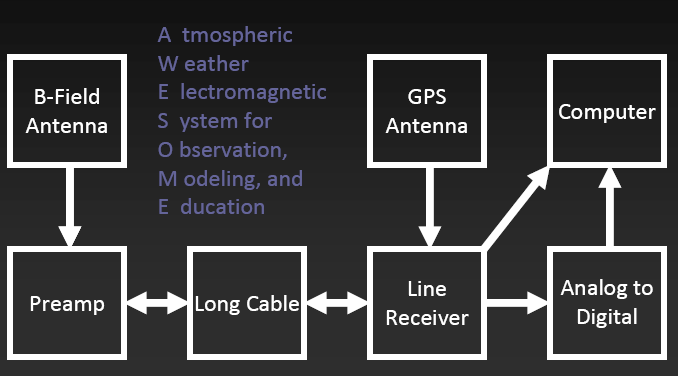 A tmospheric
W eather
E lectromagnetic
S ystem for
O bservation,
M odeling, and
E ducation
B-Field
Antenna
GPS
Antenna
Computer
Preamp
Long Cable
Line
Receiver
Analog to
Digital